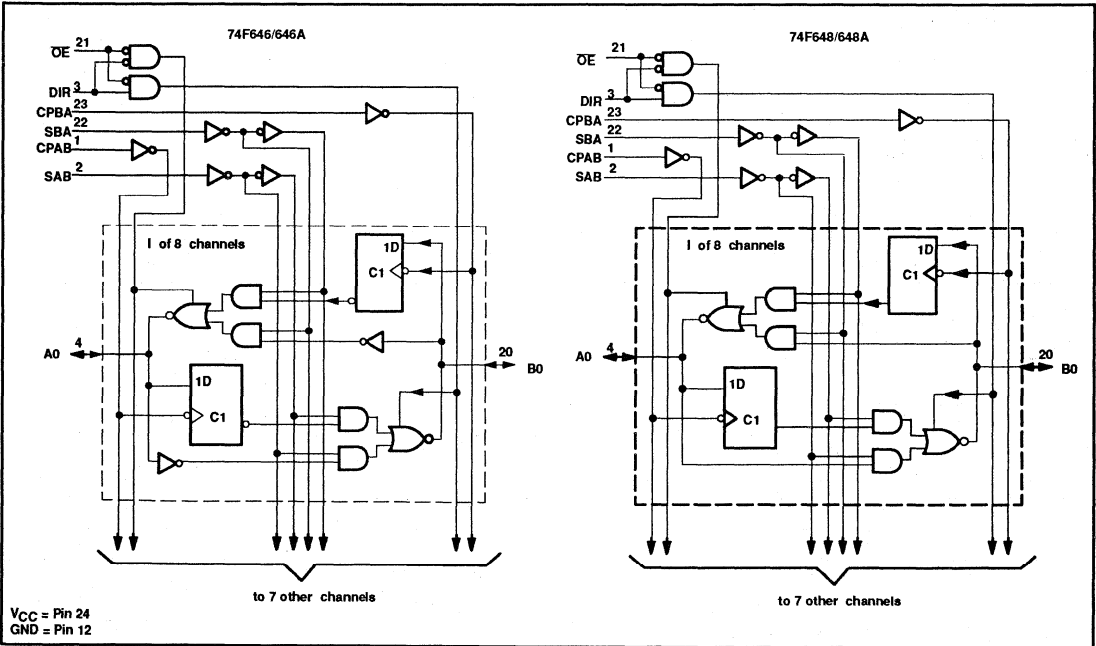 74F646/646A
OE 21
DIR 3
CPBA 23
SBA 22
CPAB 1
SAB 2
I of 8 channels
1D
C1
4
A0
20
B0
1D
C1
to 7 other channels
74F648/648A
OE 21
DIR 3
CPBA 23
SBA 22
CPAB 1
SAB 2
I of 8 channels
1D
C1
4
A0
20
B0
1D
C1
to 7 other channels
VCC = Pin 24
GND = Pin 12